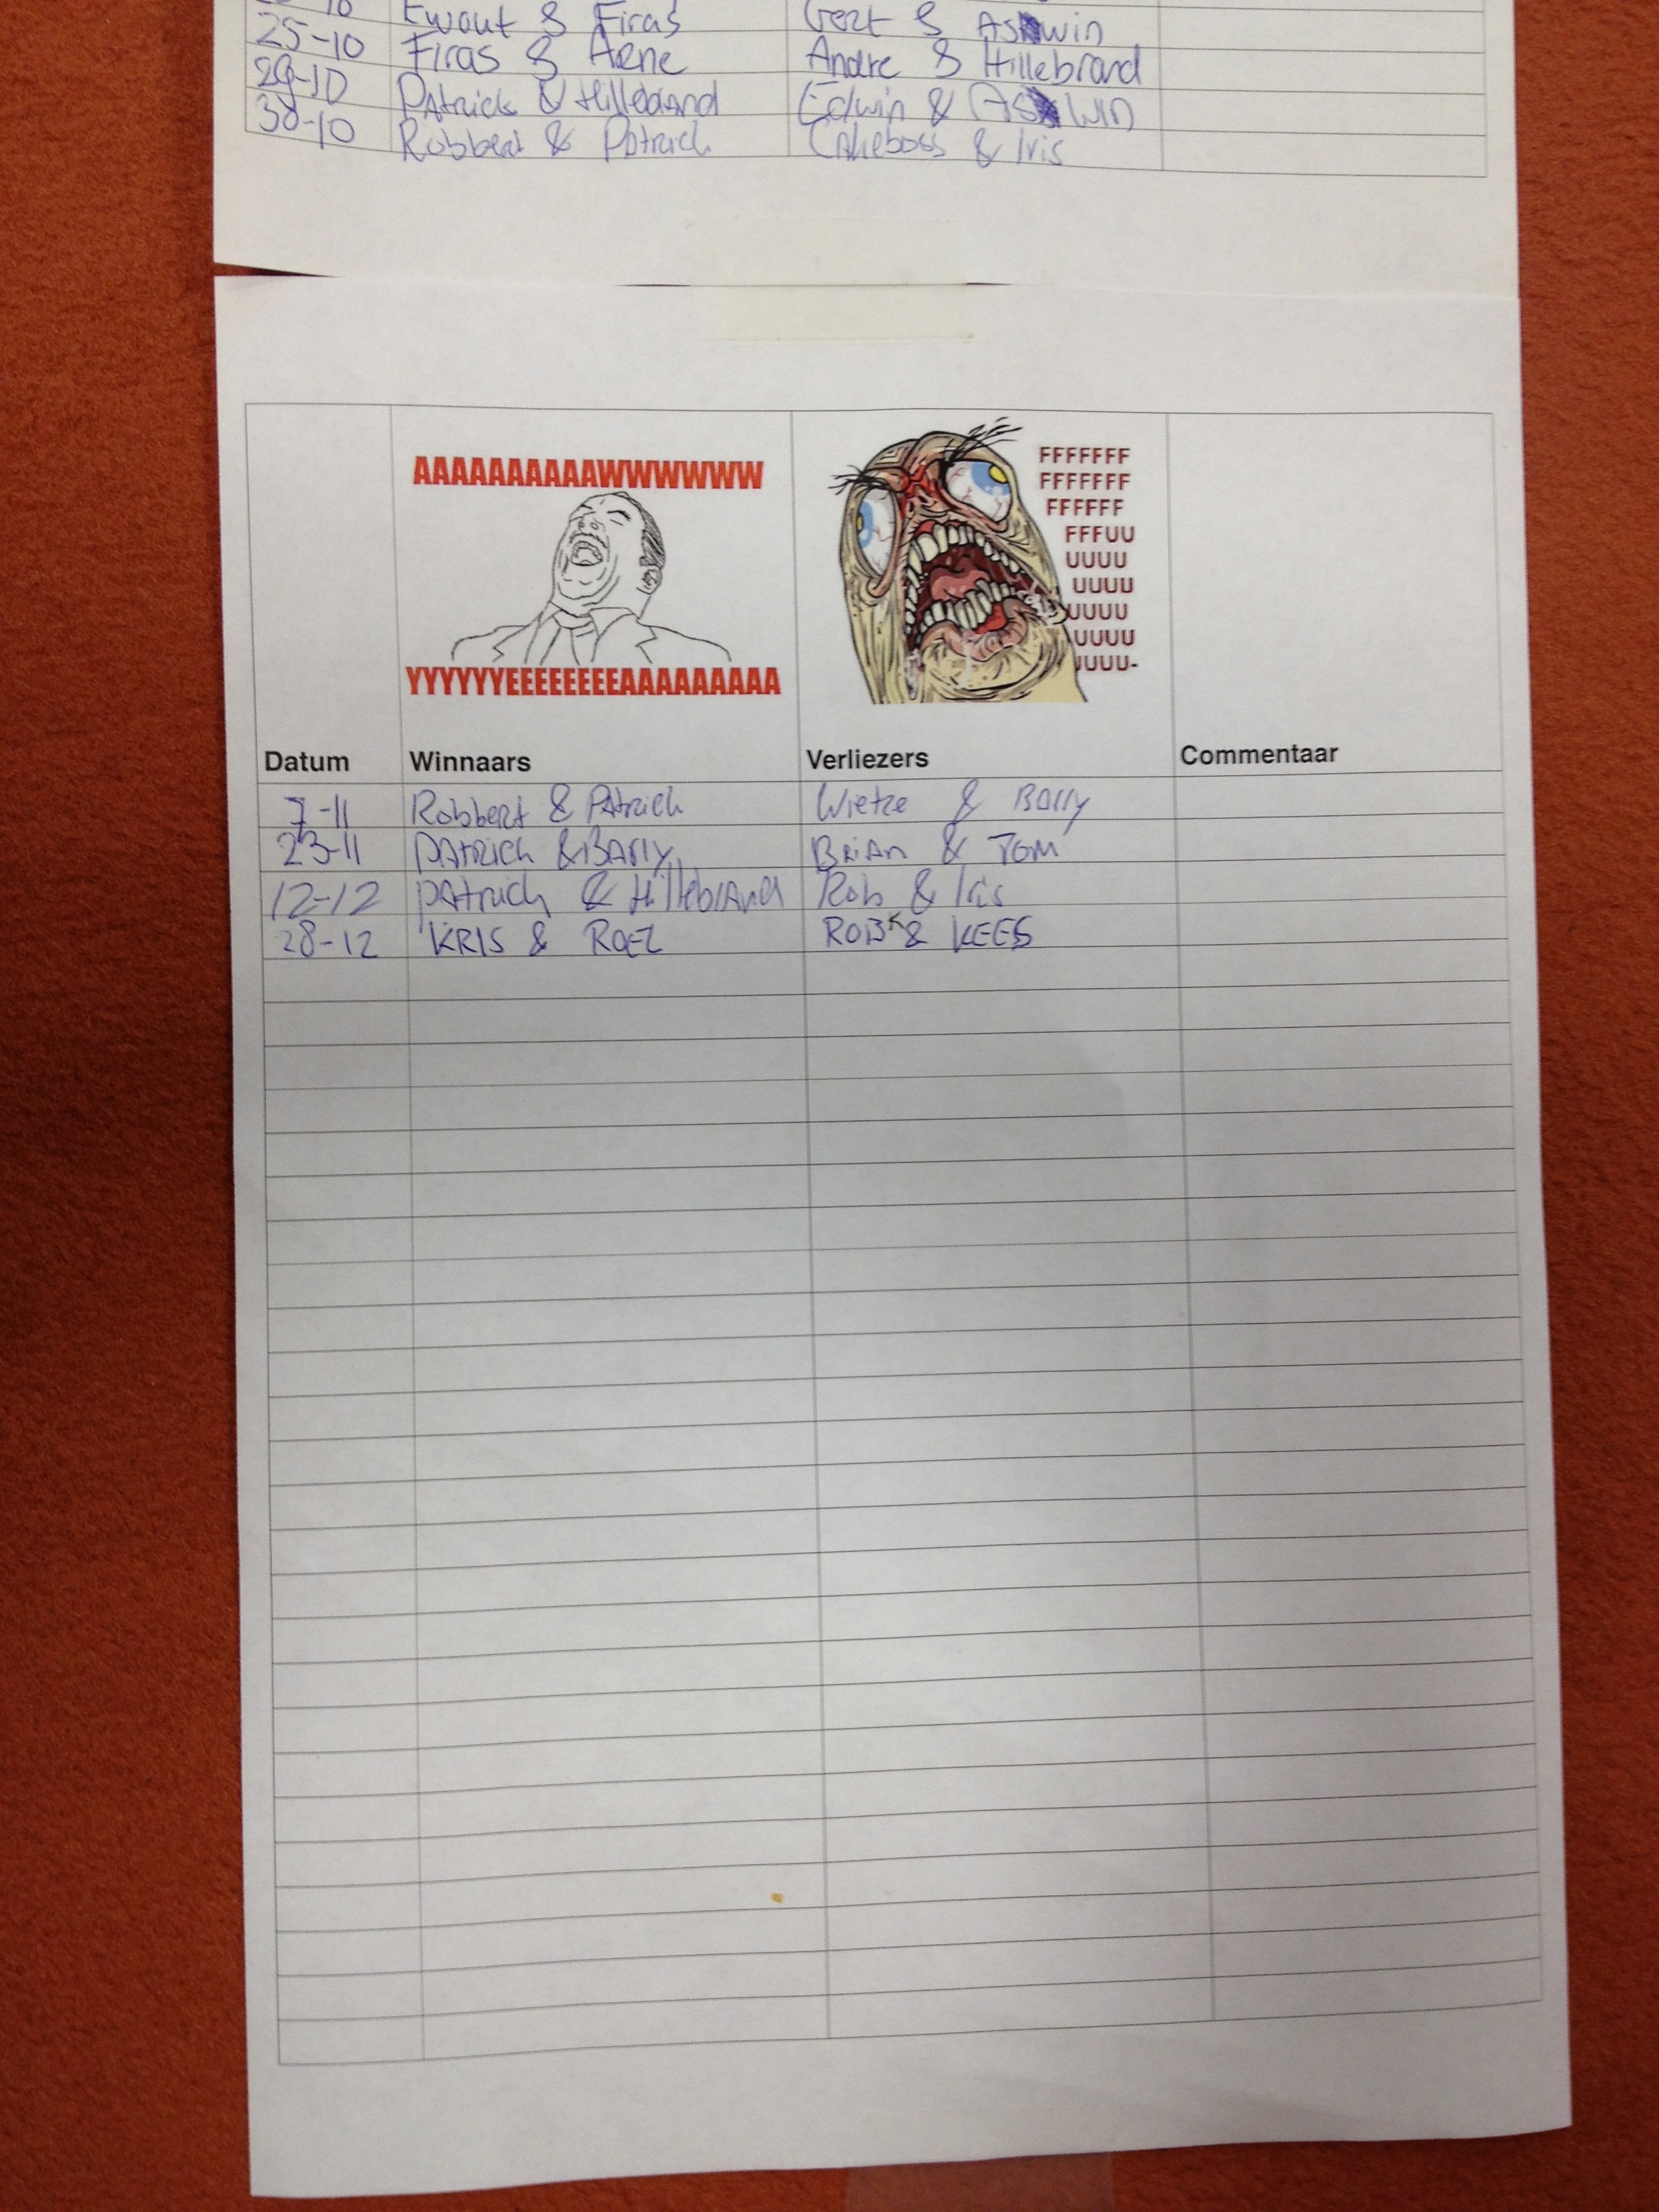 10 Ewout & Firas Gert & Aswin
25-10 Firas & Arne Andre & Hillebrand
29-10 Patrick & Hillebrand Edwin & Aswin
30-10 Robbert & Patrick Cakeboss & Iris
AAAAAAAAAAWWWWWW
YYYYYYEEEEEEEEAAAAAAAAAA
FFFFFFF
FFFFFFF
FFFFFF
FFFUU
UUUU
UUUU
UUUU
UUUU
UUUU-
Datum Winnaars Verliezers Commentaar
7-11 Robbert & Patrick Wietze & Barry
23-11 Patrick & Barry Brian & Tom
12-12 Patrick & Hillebrand Rob & Iris
28-12 KRIS & ROEL ROB K & KEES